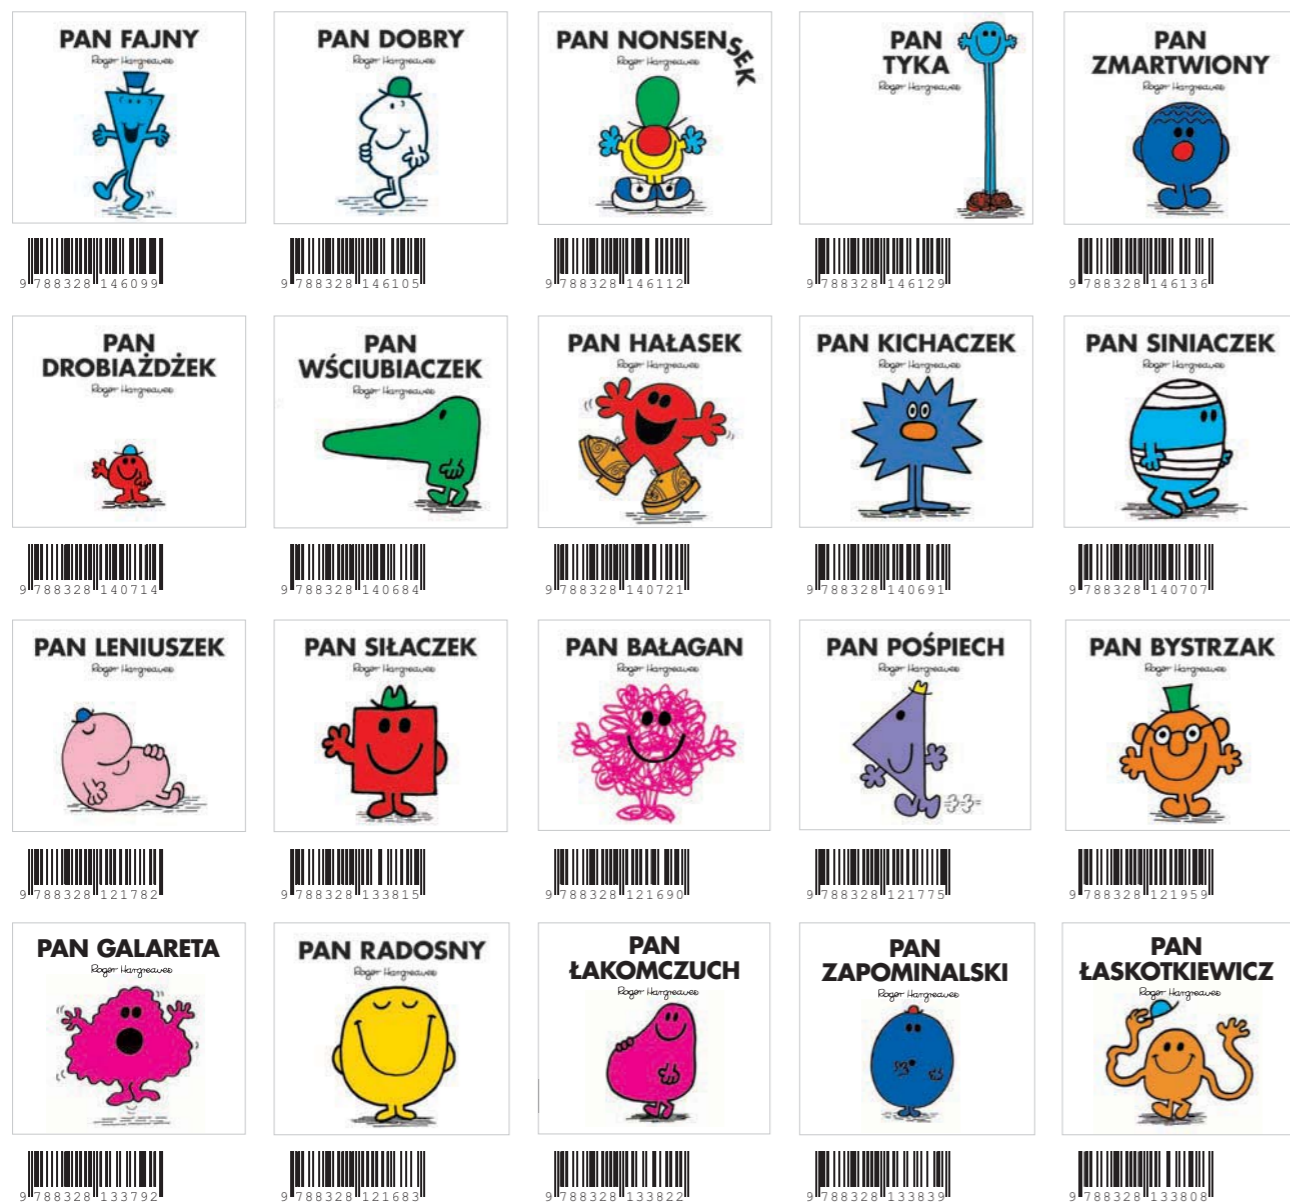 PAN FAJNY
Roger Hargreaves
PAN DOBRY
Roger Hargreaves
PAN NONSENSEK
Roger Hargreaves
PAN
TYKA
Roger Hargreaves
PAN
ZMARTWIONY
Roger Hargreaves
9 788328 146099
9 788328 146105
9 788328 146112
9 788328 146129
9 788328 146136
PAN
DROBIAŻDŻEK
Roger Hargreaves
PAN
WŚCIUBIACZEK
Roger Hargreaves
PAN HAŁASEK
Roger Hargreaves
PAN KICHACZEK
Roger Hargreaves
PAN SINIACZEK
Roger Hargreaves
9 788328 140714
9 788328 140684
9 788328 140721
9 788328 140691
9 788328 140707
PAN LENIUSZEK
Roger Hargreaves
PAN SIŁACZEK
Roger Hargreaves
PAN BAŁAGAN
Roger Hargreaves
PAN POŚPIECH
Roger Hargreaves
PAN BYSTRZAK
Roger Hargreaves
9 788328 121782
9 788328 133815
9 788328 121690
9 788328 121775
9 788328 121959
PAN GALARETA
Roger Hargreaves
PAN RADOSNY
Roger Hargreaves
PAN
ŁAKOMCZUCH
Roger Hargreaves
PAN
ZAPOMINALSKI
Roger Hargreaves
PAN
ŁASKOTKIEWICZ
Roger Hargreaves
9 788328 133792
9 788328 121683
9 788328 133822
9 788328 133839
9 788328 133808